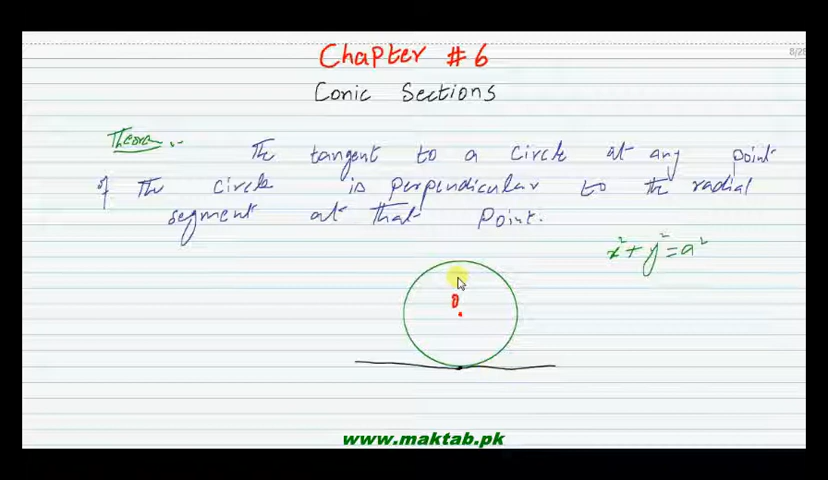 Chapter # 6
Conic Sections
Theorem:-
The tangent to a circle at any point
of the circle is perpendicular to the radial
segment at that point.
x²+y²=a²
0
www.maktab.pk